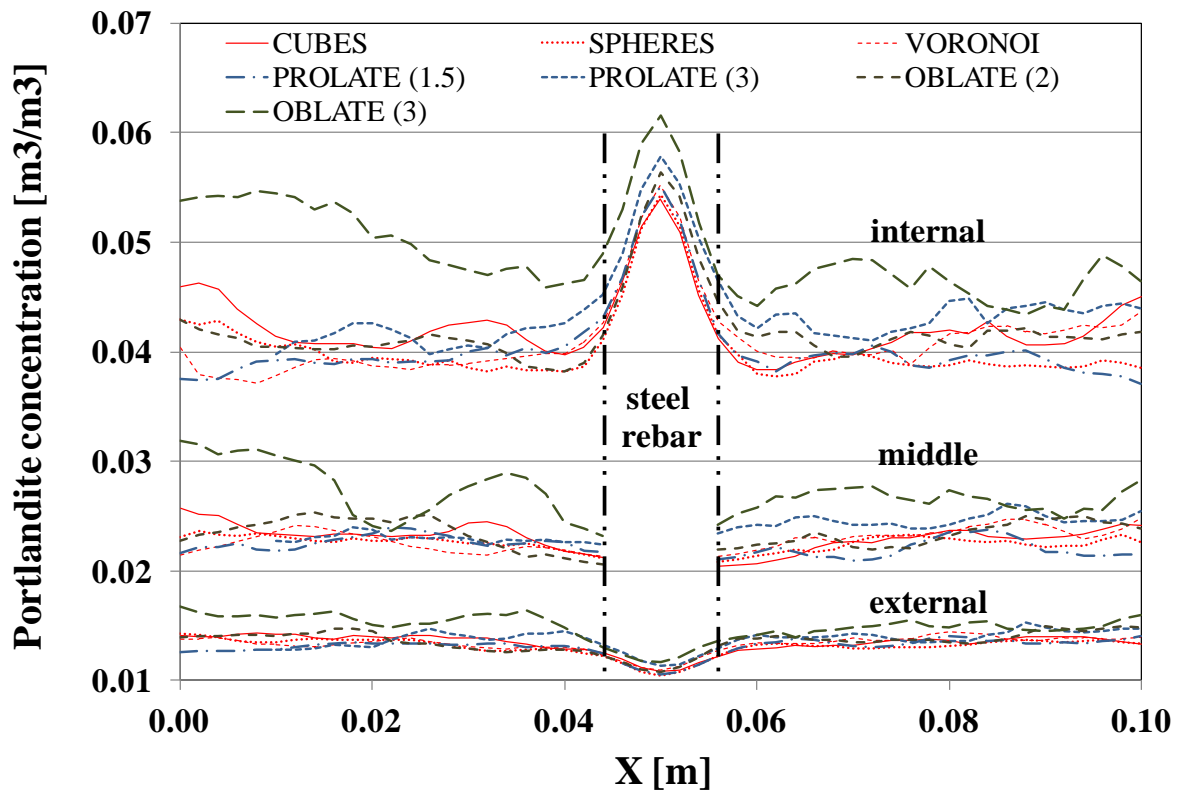 0.07
CUBES SPHERES VORONOI
PROLATE (1.5) PROLATE (3) OBLATE (2)
OBLATE (3)
0.06
0.05
0.04
0.03
0.02
0.01
Portlandite concentration [m3/m3]
internal
steel
rebar
middle
external
0.00 0.02 0.04 0.06 0.08 0.10
X [m]